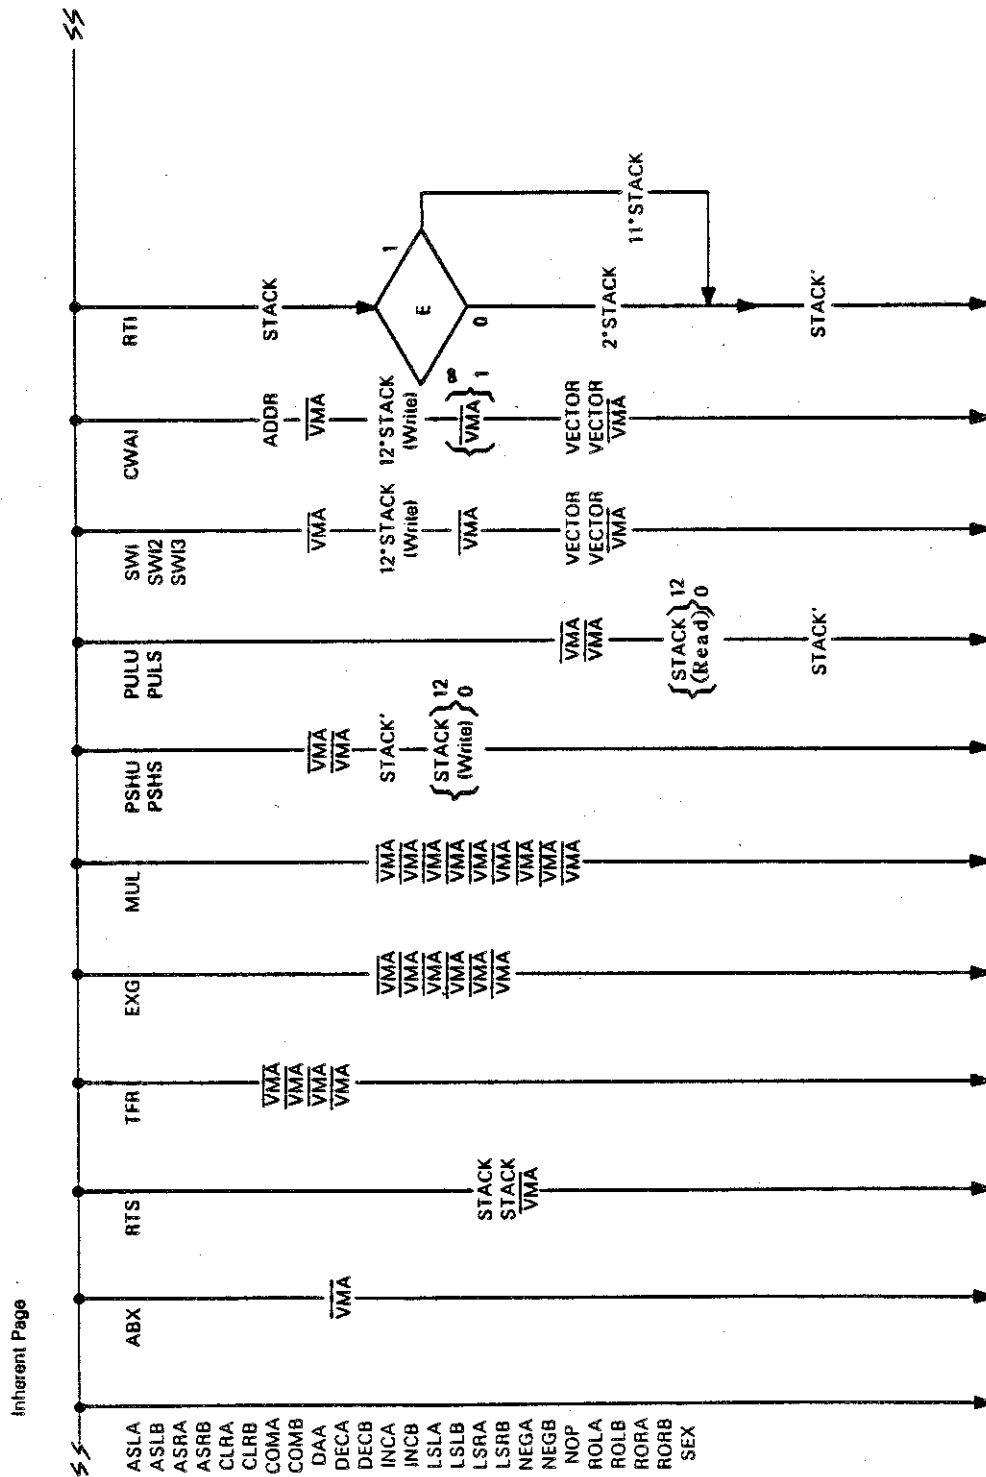 Inherent Page
ASLA
ASLB
ASRA
ASRB
CLRA
CLRB
COMA
COMB
DAA
DECA
DECB
INCA
INCB
LSLA
LSLB
LSRA
LSRB
NEGA
NEGB
NOP
ROLA
ROLB
RORA
RORB
SEX
ABX
VMA
RTS
STACK
STACK
VMA
TFR
VMA
VMA
VMA
VMA
EXG
VMA
VMA
VMA
VMA
VMA
VMA
MUL
VMA
VMA
VMA
VMA
VMA
VMA
VMA
VMA
VMA
PSHU
PSHS
VMA
VMA
STACK'
{STACK} 12
(Write) 0
PULU
PULS
VMA
VMA
{STACK} 12
(Read) 0
STACK'
SWI
SWI2
SWI3
VMA
12*STACK
(Write)
VMA
VECTOR
VECTOR
VMA
CWAI
ADDR
VMA
12*STACK
(Write)
{VMA} ∞
1
VECTOR
VECTOR
VMA
RTI
STACK
E
1
0
2*STACK
11*STACK
STACK'